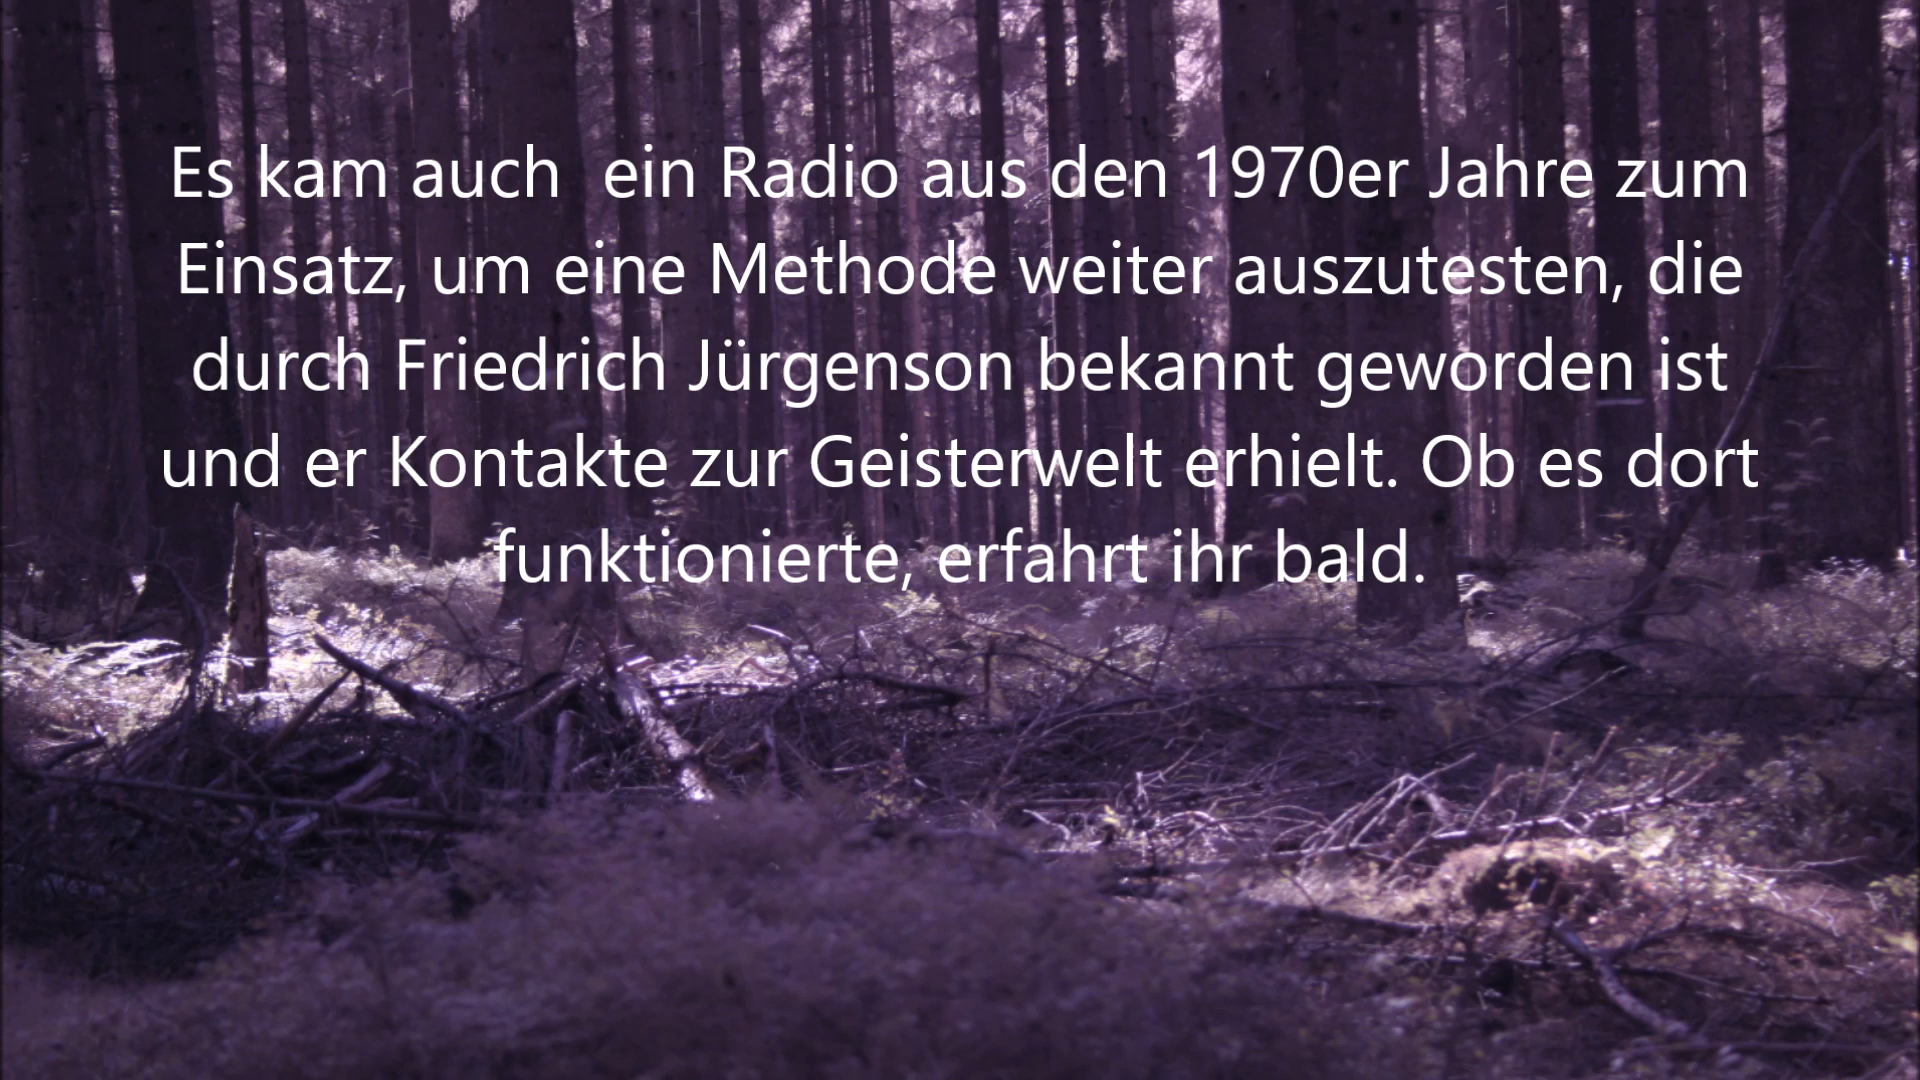 Es kam auch  ein Radio aus den 1970er Jahre zum
Einsatz, um eine Methode weiter auszutesten, die
durch Friedrich Jürgenson bekannt geworden ist
und er Kontakte zur Geisterwelt erhielt. Ob es dort
funktionierte, erfahrt ihr bald.